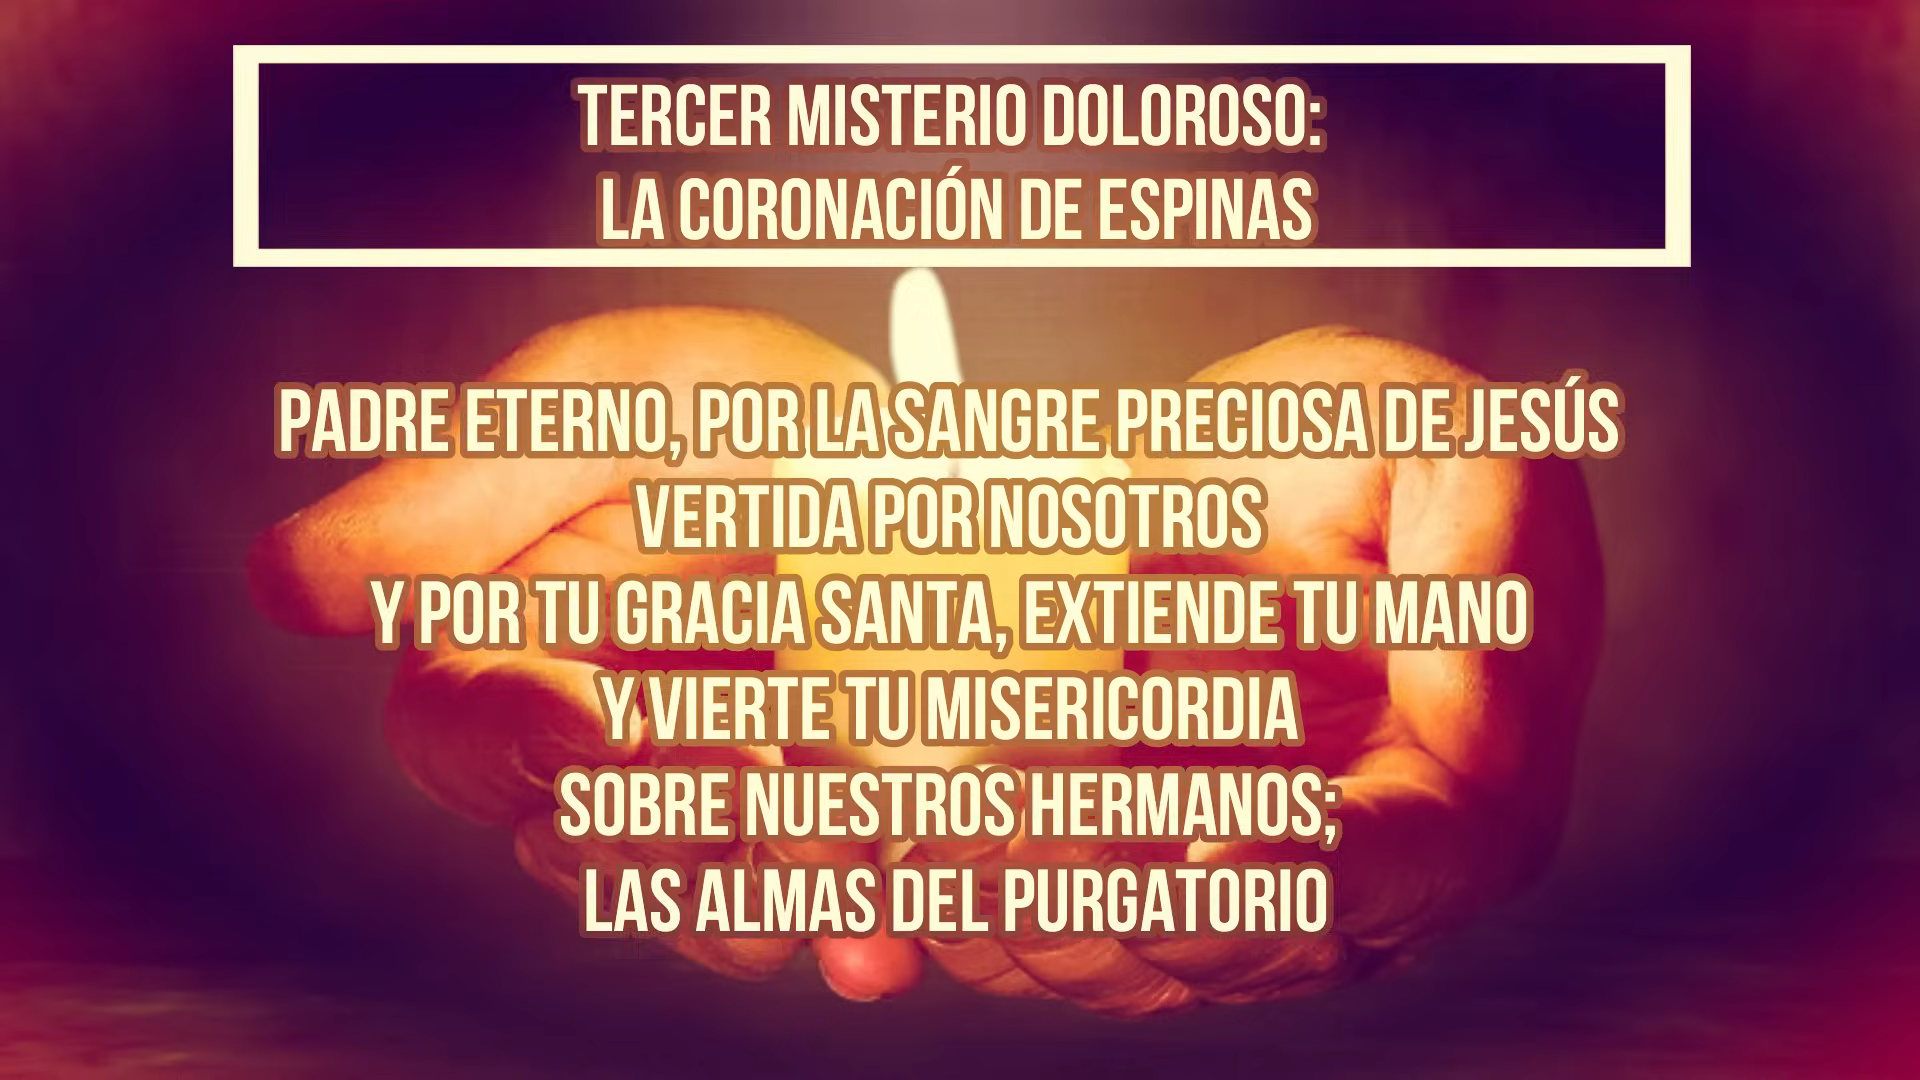 TERCER MISTERIO DOLOROSO:
LA CORONACIÓN DE ESPINAS
PADRE ETERNO, POR LA SANGRE PRECIOSA DE JESÚS
VERTIDA POR NOSOTROS
Y POR TU GRACIA SANTA, EXTIENDE TU MANO
Y VIERTE TU MISERICORDIA
SOBRE NUESTROS HERMANOS;
LAS ALMAS DEL PURGATORIO